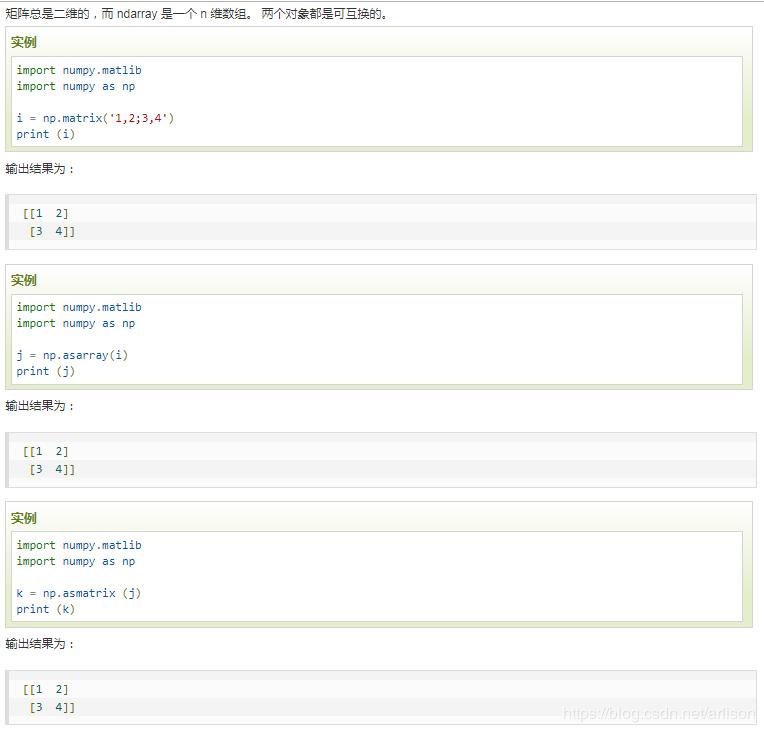 矩阵总是二维的，而 ndarray 是一个 n 维数组。 两个对象都是可互换的。
实例
import numpy.matlib
import numpy as np
i = np.matrix('1,2;3,4')
print (i)
输出结果为：
[[1  2]
 [3  4]]
实例
import numpy.matlib
import numpy as np
j = np.asarray(i)
print (j)
输出结果为：
[[1  2]
 [3  4]]
实例
import numpy.matlib
import numpy as np
k = np.asmatrix (j)
print (k)
输出结果为：
[[1  2]
 [3  4]]
https://blog.csdn.net/arlison